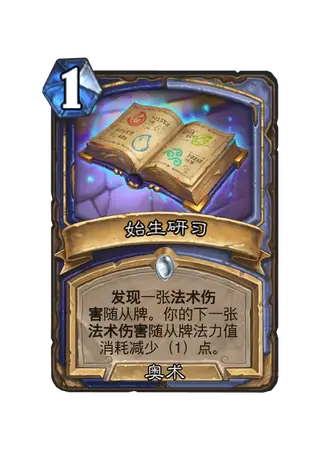 1
始生研习
发现一张法术伤
害随从牌。你的下一张
法术伤害随从牌法力值
消耗减少（1）点。
奥术